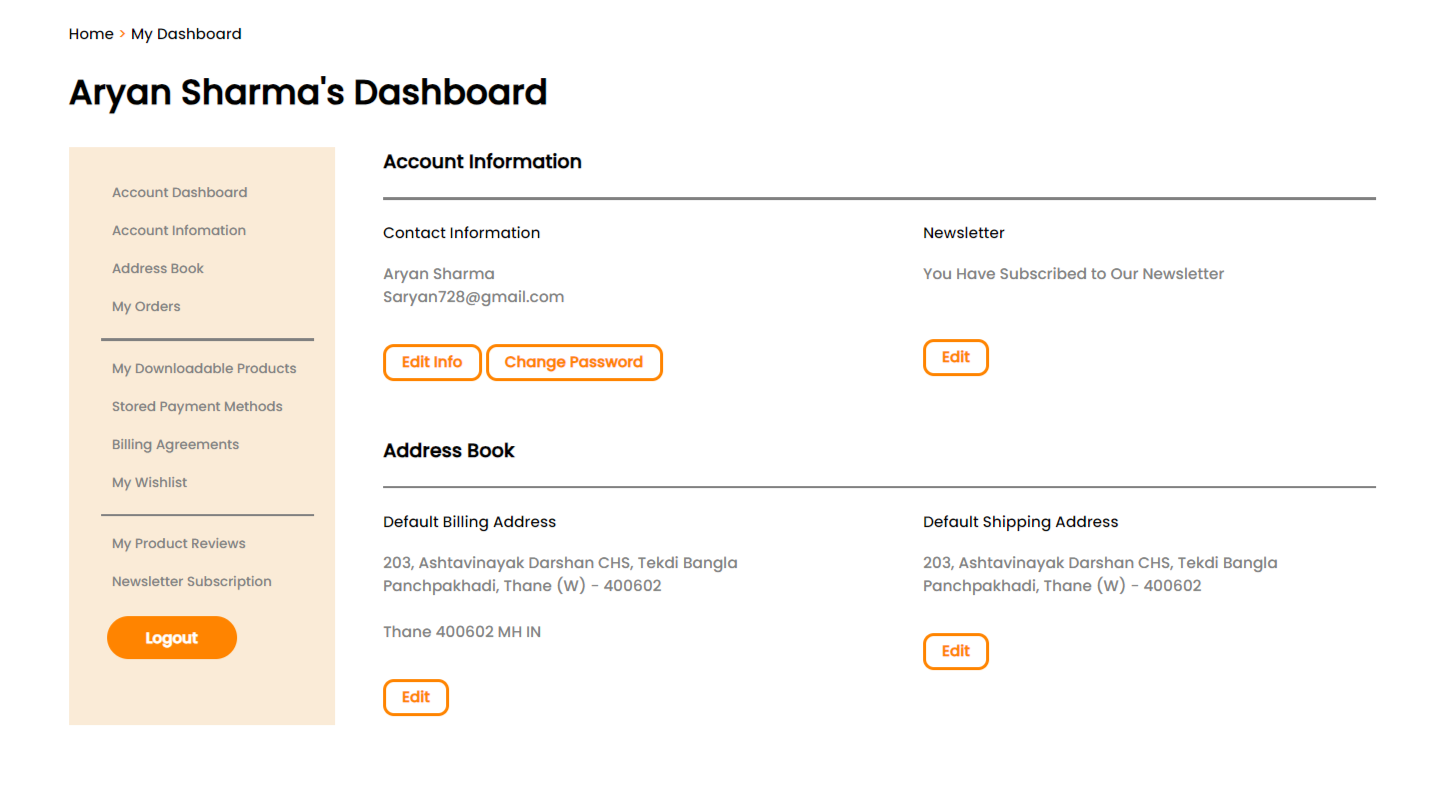 Home > My Dashboard
Aryan Sharma's Dashboard
Account Dashboard
Account Infomation
Address Book
My Orders
My Downloadable Products
Stored Payment Methods
Billing Agreements
My Wishlist
My Product Reviews
Newsletter Subscription
Logout
Account Information
Contact Information
Aryan Sharma
Saryan728@gmail.com
Edit Info
Change Password
Newsletter
You Have Subscribed to Our Newsletter
Edit
Address Book
Default Billing Address
203, Ashtavinayak Darshan CHS, Tekdi Bangla
Panchpakhadi, Thane (W) - 400602
Thane 400602 MH IN
Edit
Default Shipping Address
203, Ashtavinayak Darshan CHS, Tekdi Bangla
Panchpakhadi, Thane (W) - 400602
Edit